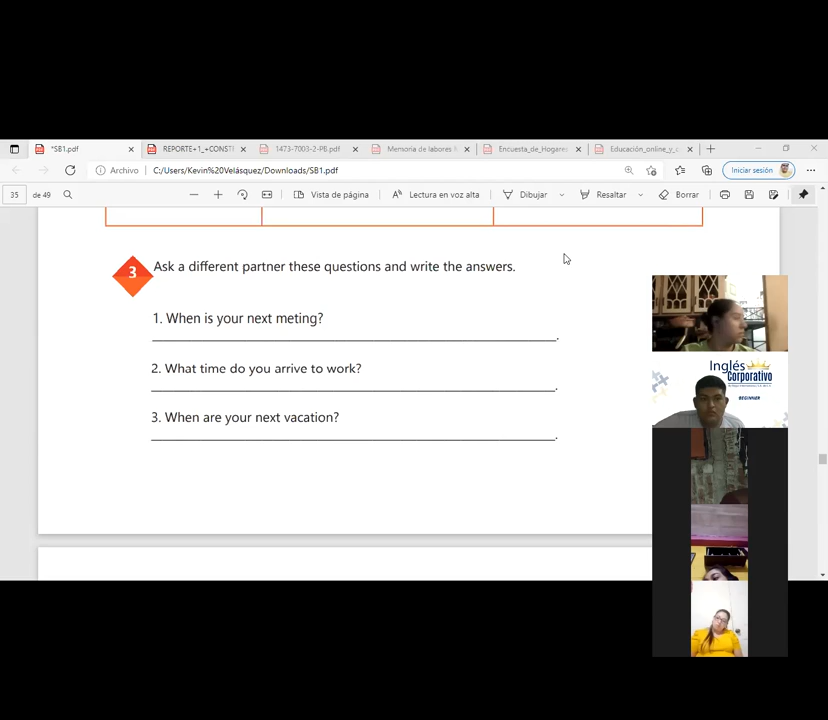 *SB1.pdf
REPORTE+1_+CONSTI
1473-7003-2-PB.pdf
Memoria de labores
Encuesta_de_Hogare
Educación_online_y_c
Archivo
C:/Users/Kevin%20Velásquez/Downloads/SB1.pdf
Iniciar sesión
35
de 49
Vista de página
Lectura en voz alta
Dibujar
Resaltar
Borrar
3
Ask a different partner these questions and write the answers.
1. When is your next meting?
2. What time do you arrive to work?
3. When are your next vacation?
Inglés
Corporativo
BEGINNER